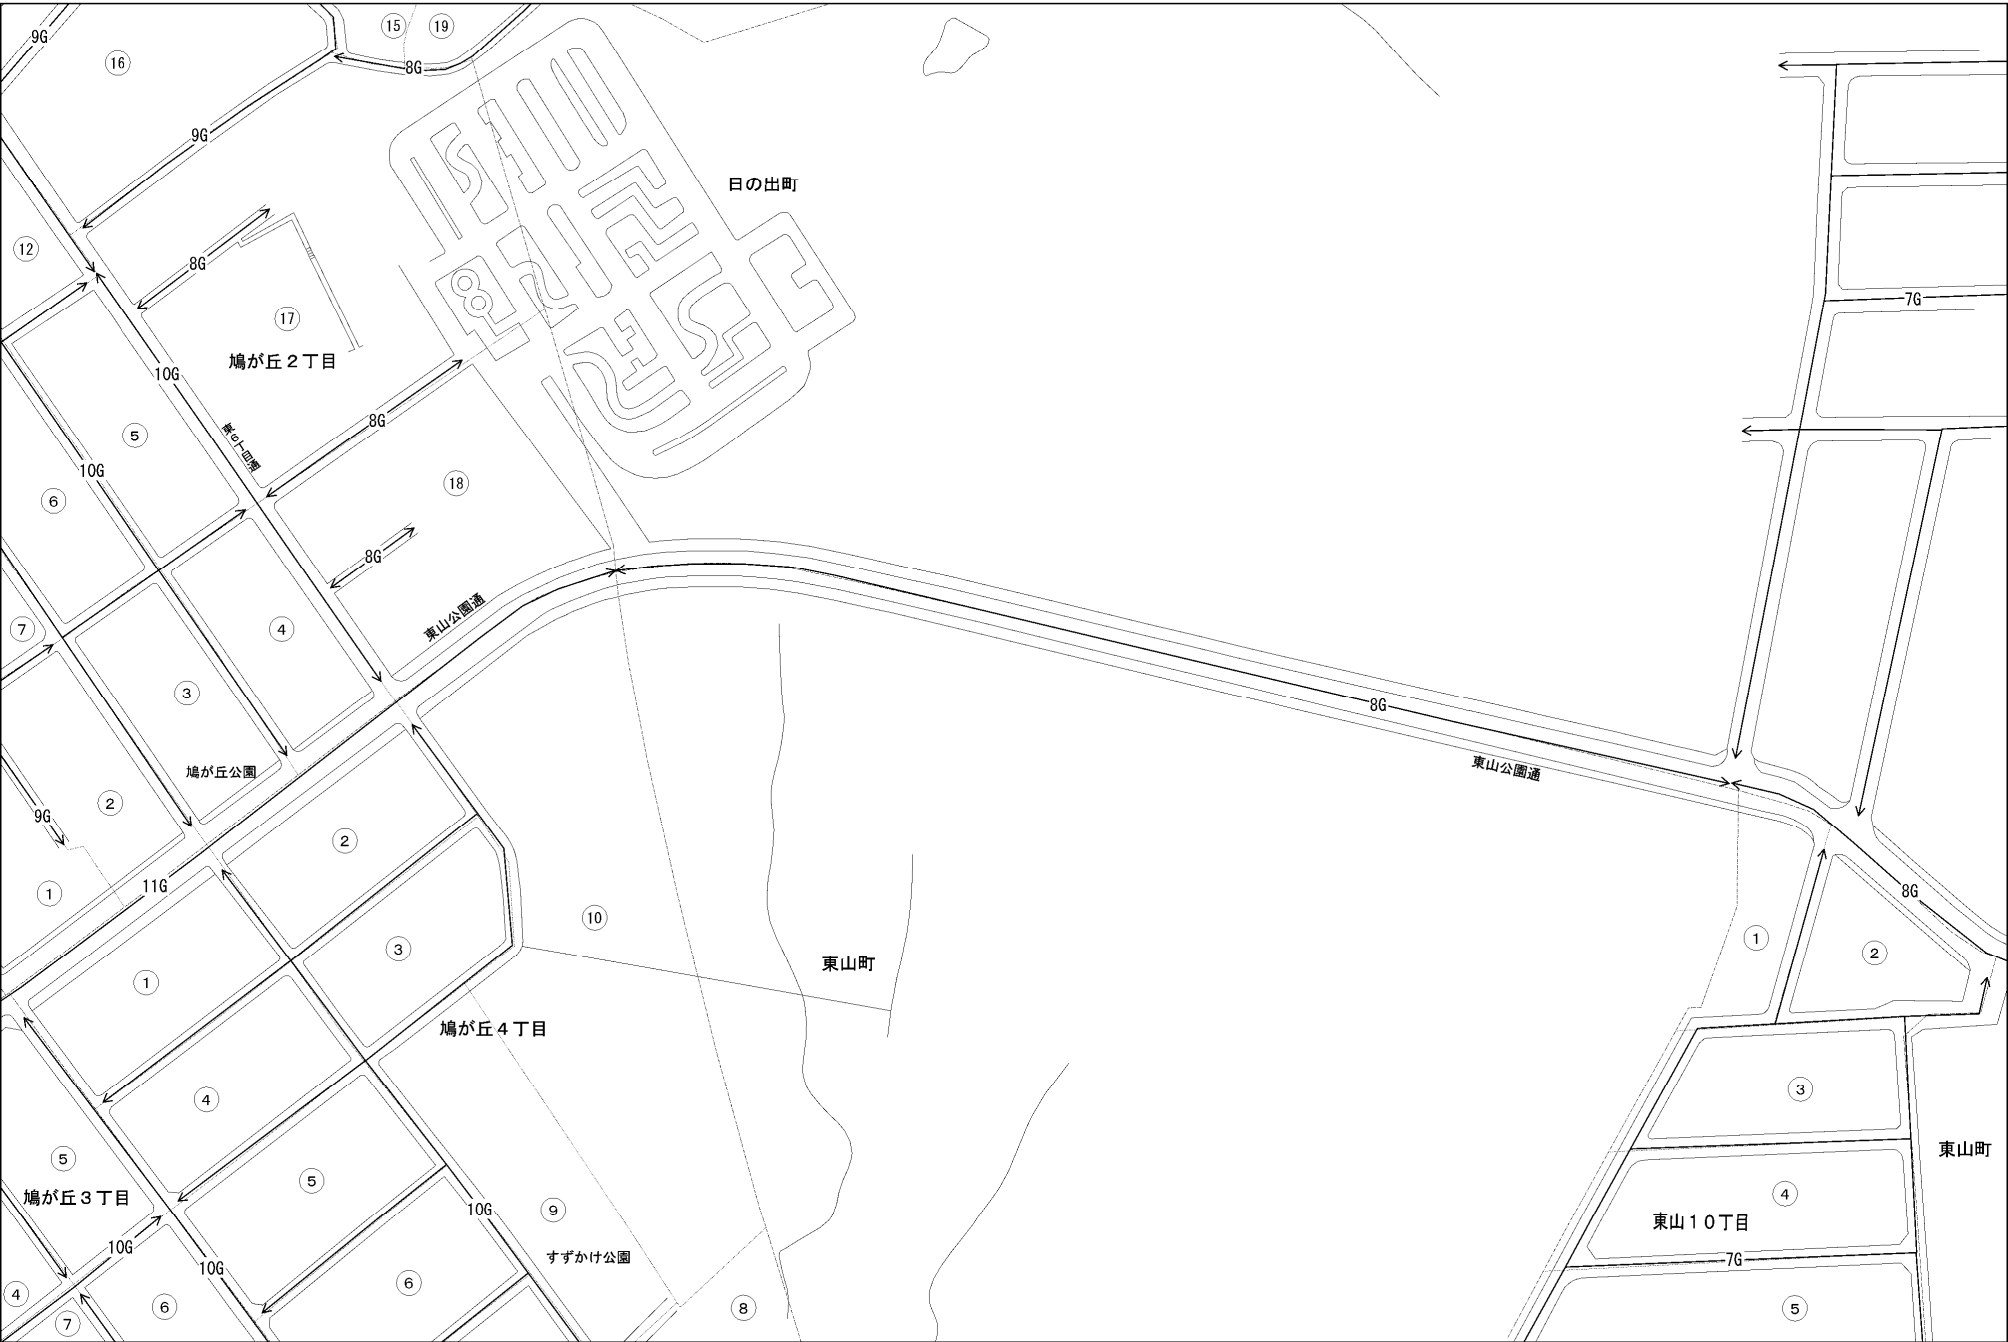 ⑮
⑲
9G
⑯
8G
9G
日の出町
⑫
8G
7G
⑰
鳩が丘２丁目
10G
8G
⑤
東6丁目通
10G
⑱
⑥
8G
東山公園通
⑦
④
③
8G
鳩が丘公園
東山公園通
②
9G
②
11G
①
8G
⑩
①
③
②
東山町
①
鳩が丘４丁目
③
④
東山町
⑤
⑤
④
鳩が丘３丁目
10G
⑨
東山１０丁目
10G
すずかけ公園
7G
10G
⑥
④
⑥
⑧
⑤
⑦